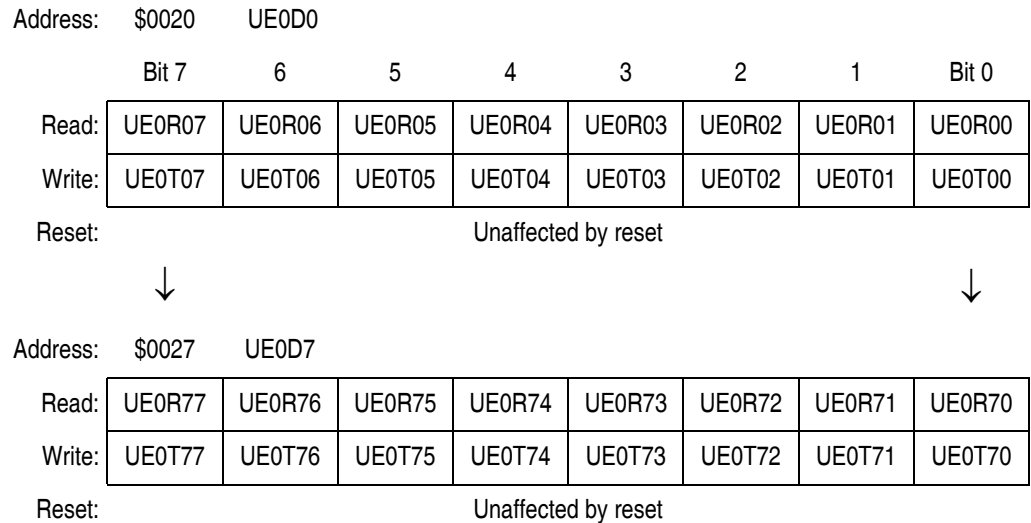 Address: $0020 UE0D0
Bit 7 6 5 4 3 2 1 Bit 0
Read: UE0R07 UE0R06 UE0R05 UE0R04 UE0R03 UE0R02 UE0R01 UE0R00
Write: UE0T07 UE0T06 UE0T05 UE0T04 UE0T03 UE0T02 UE0T01 UE0T00
Reset: Unaffected by reset
↓ ↓
Address: $0027 UE0D7
Read: UE0R77 UE0R76 UE0R75 UE0R74 UE0R73 UE0R72 UE0R71 UE0R70
Write: UE0T77 UE0T76 UE0T75 UE0T74 UE0T73 UE0T72 UE0T71 UE0T70
Reset: Unaffected by reset